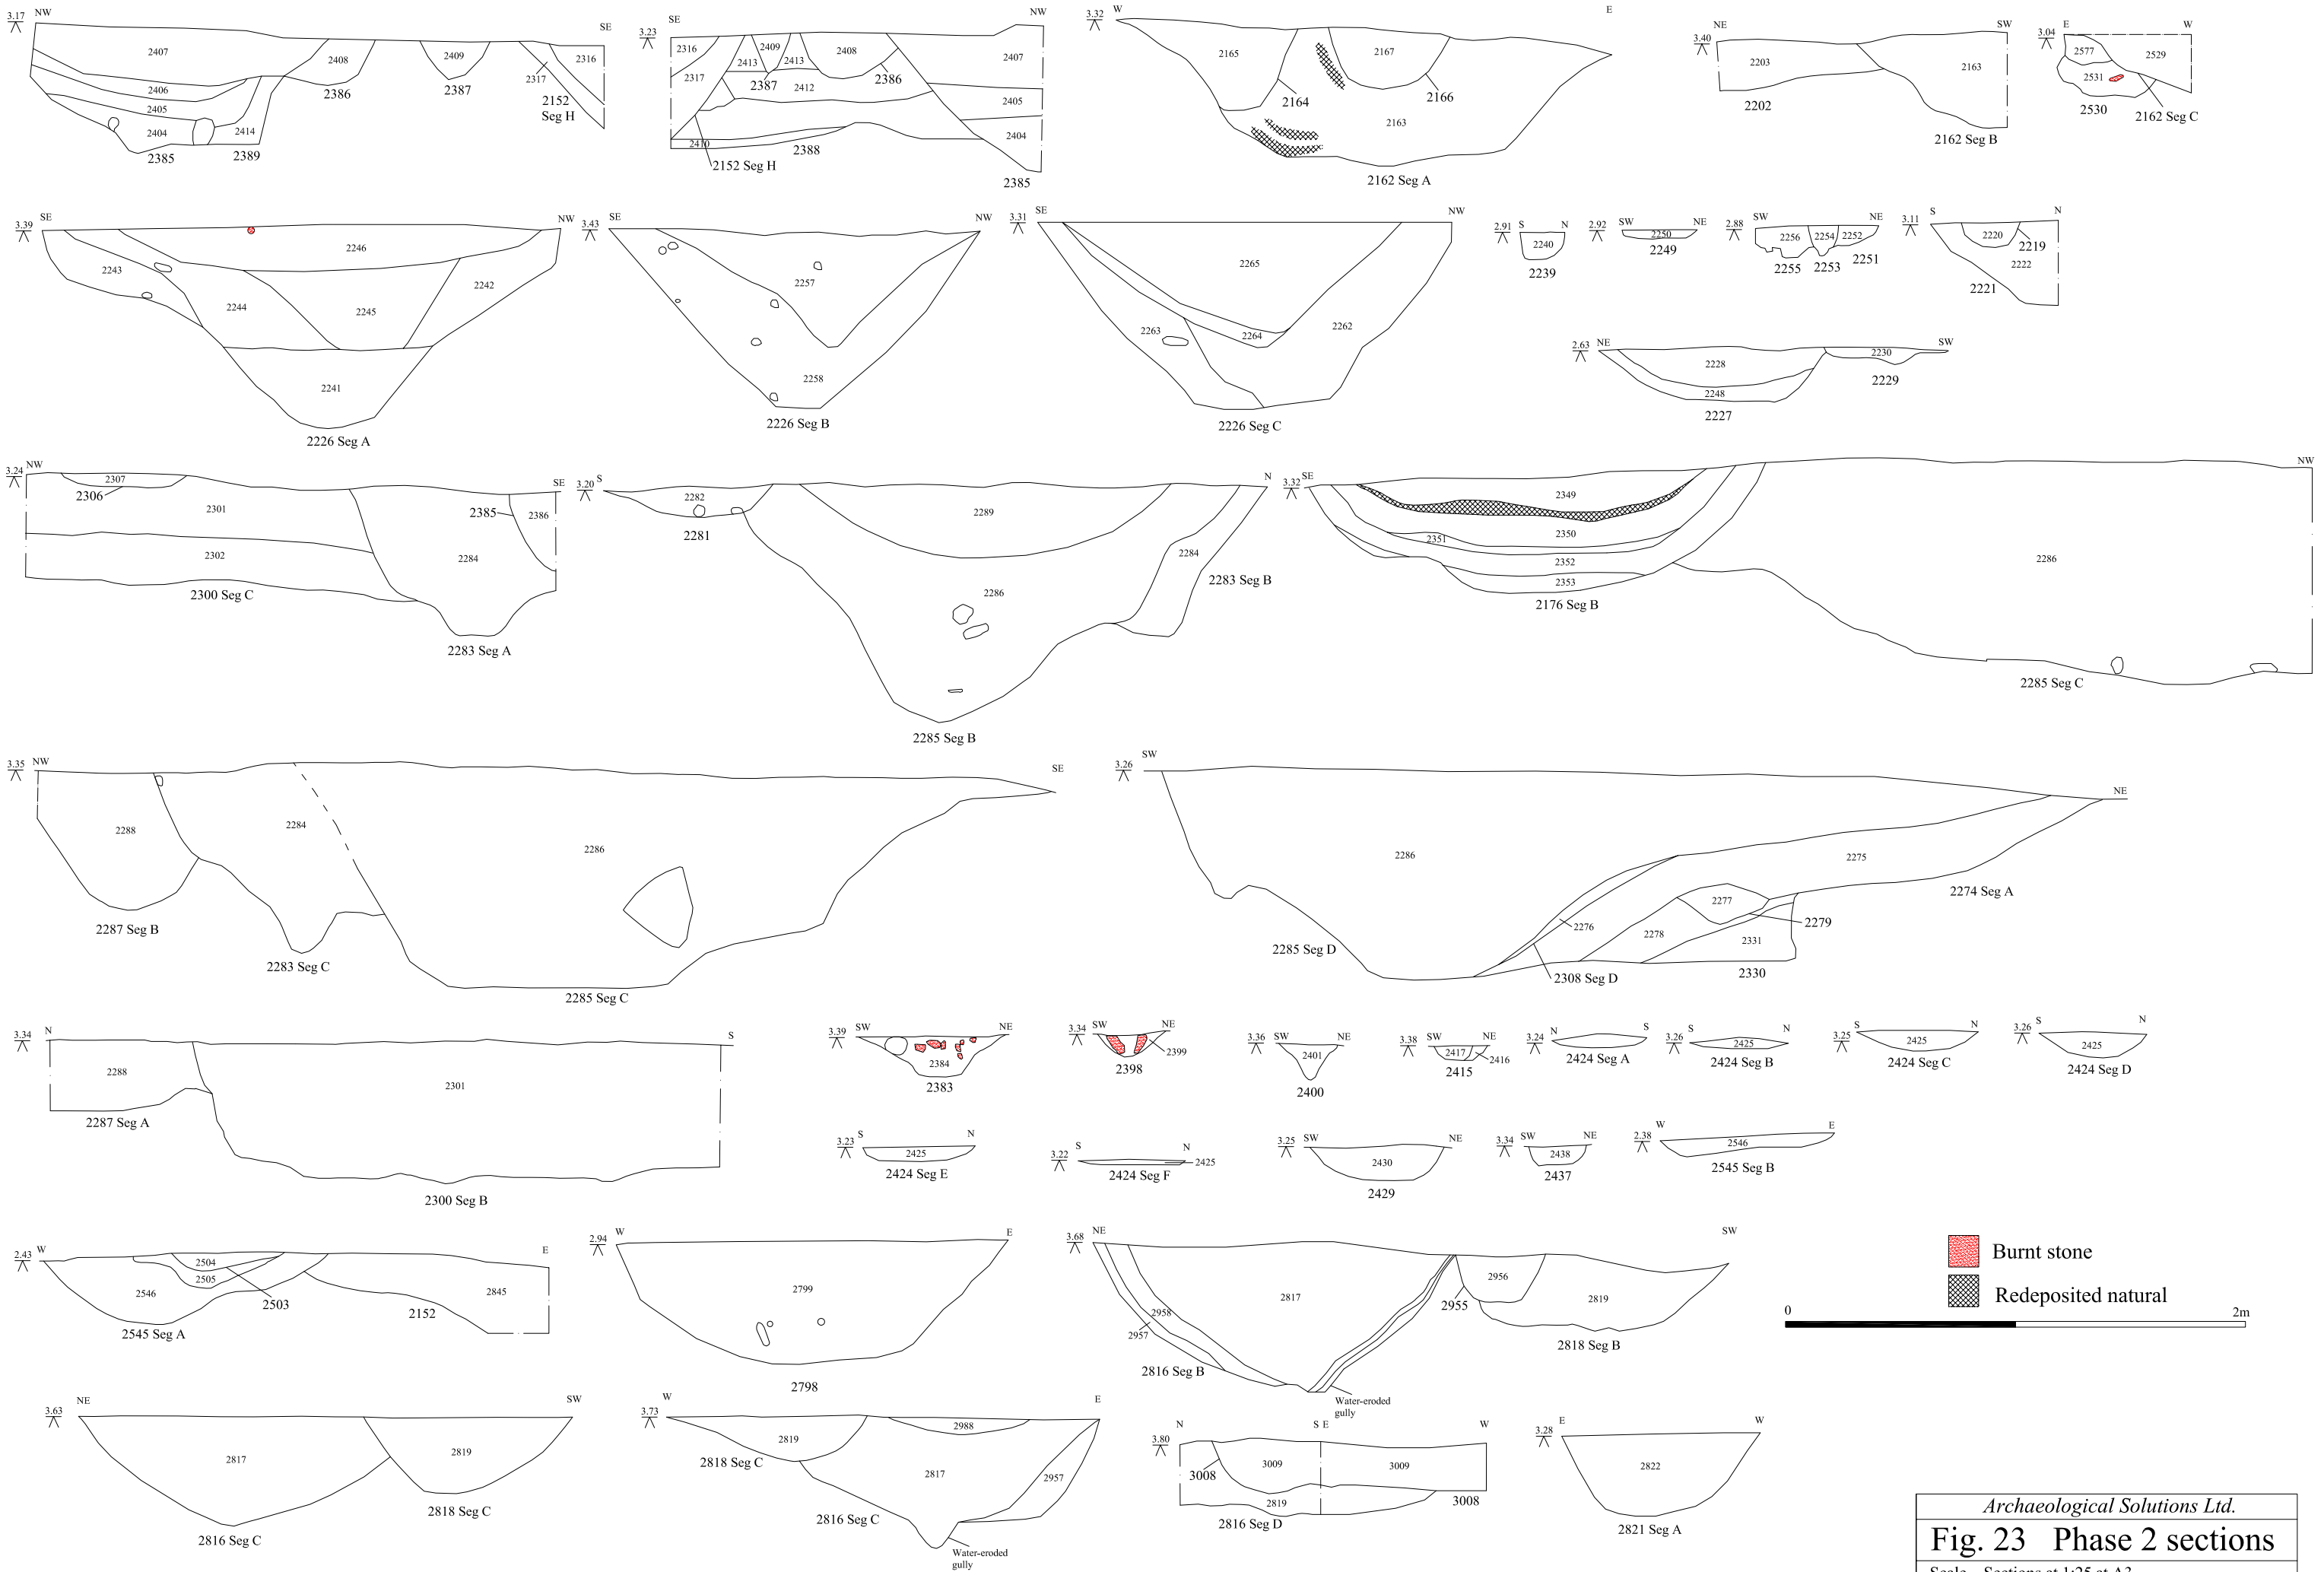 3.17 NW SE
2407 2408 2409 2317 2316
2406
2405
2404 2414
2386 2387 2152
Seg H
2385 2389
3.23 SE NW
2316 2413 2409 2413 2408 2407
2317 2387 2412 2386
2405
2404
2410 2388
2152 Seg H
2385
3.32 W E
2165 2167
2164 2166
2163
2162 Seg A
3.40 NE SW
2203 2163
2202
2162 Seg B
3.04 E W
2577 2529
2531
2530 2162 Seg C
3.39 SE NW
2246
2243 2242
2244 2245
2241
2226 Seg A
3.43 SE NW
2257
2258
2226 Seg B
3.31 SE NW
2265
2263 2264 2262
2226 Seg C
2.91 S N
2240
2239
2.92 SW NE
2250
2249
2.88 SW NE
2256 2254 2252
2255 2253 2251
3.11 S N
2220 2219
2222
2221
2.63 NE SW
2228 2230
2248 2229
2227
3.24 NW SE
2307
2306
2301 2385 2386
2302 2284
2300 Seg C
2283 Seg A
3.20 S N
2282 2289
2281
2284
2283 Seg B
2286
2285 Seg B
3.32 SE NW
2349
2351 2350
2352
2353
2286
2176 Seg B
2285 Seg C
3.35 NW SE
2288 2284
2286
2287 Seg B
2283 Seg C
2285 Seg C
3.26 SW NE
2286 2275
2274 Seg A
2277
2276 2278 2279
2331
2285 Seg D
2308 Seg D 2330
3.34 N S
2288 2301
2287 Seg A
2300 Seg B
3.39 SW NE
2384
2383
3.34 SW NE
2399
2398
3.36 SW NE
2401
2400
3.38 SW NE
2417 2416
2415
3.24 N S
2424 Seg A
3.26 S N
2425
2424 Seg B
3.25 S N
2425
2424 Seg C
3.26 S N
2425
2424 Seg D
3.23 S N
2425
2424 Seg E
3.22 S N
2425
2424 Seg F
3.25 SW NE
2430
2429
3.34 SW NE
2438
2437
2.38 W E
2546
2545 Seg B
2.43 W E
2504
2505
2546 2503 2845
2152
2545 Seg A
2.94 W E
2799
2798
3.68 NE SW
2817 2956
2958 2955 2819
2957
2816 Seg B 2818 Seg B
Water-eroded
gully
Burnt stone
Redeposited natural
0 2m
3.63 NE SW
2817 2819
2818 Seg C
2816 Seg C
3.73 W E
2819 2988
2818 Seg C
2817 2957
2816 Seg C
Water-eroded
gully
3.80 N S E W
3008 3009 3009
2819 3008
2816 Seg D
3.28 E W
2822
2821 Seg A
Archaeological Solutions Ltd.
Fig. 23 Phase 2 sections
Scale Sections at 1:25 at A3